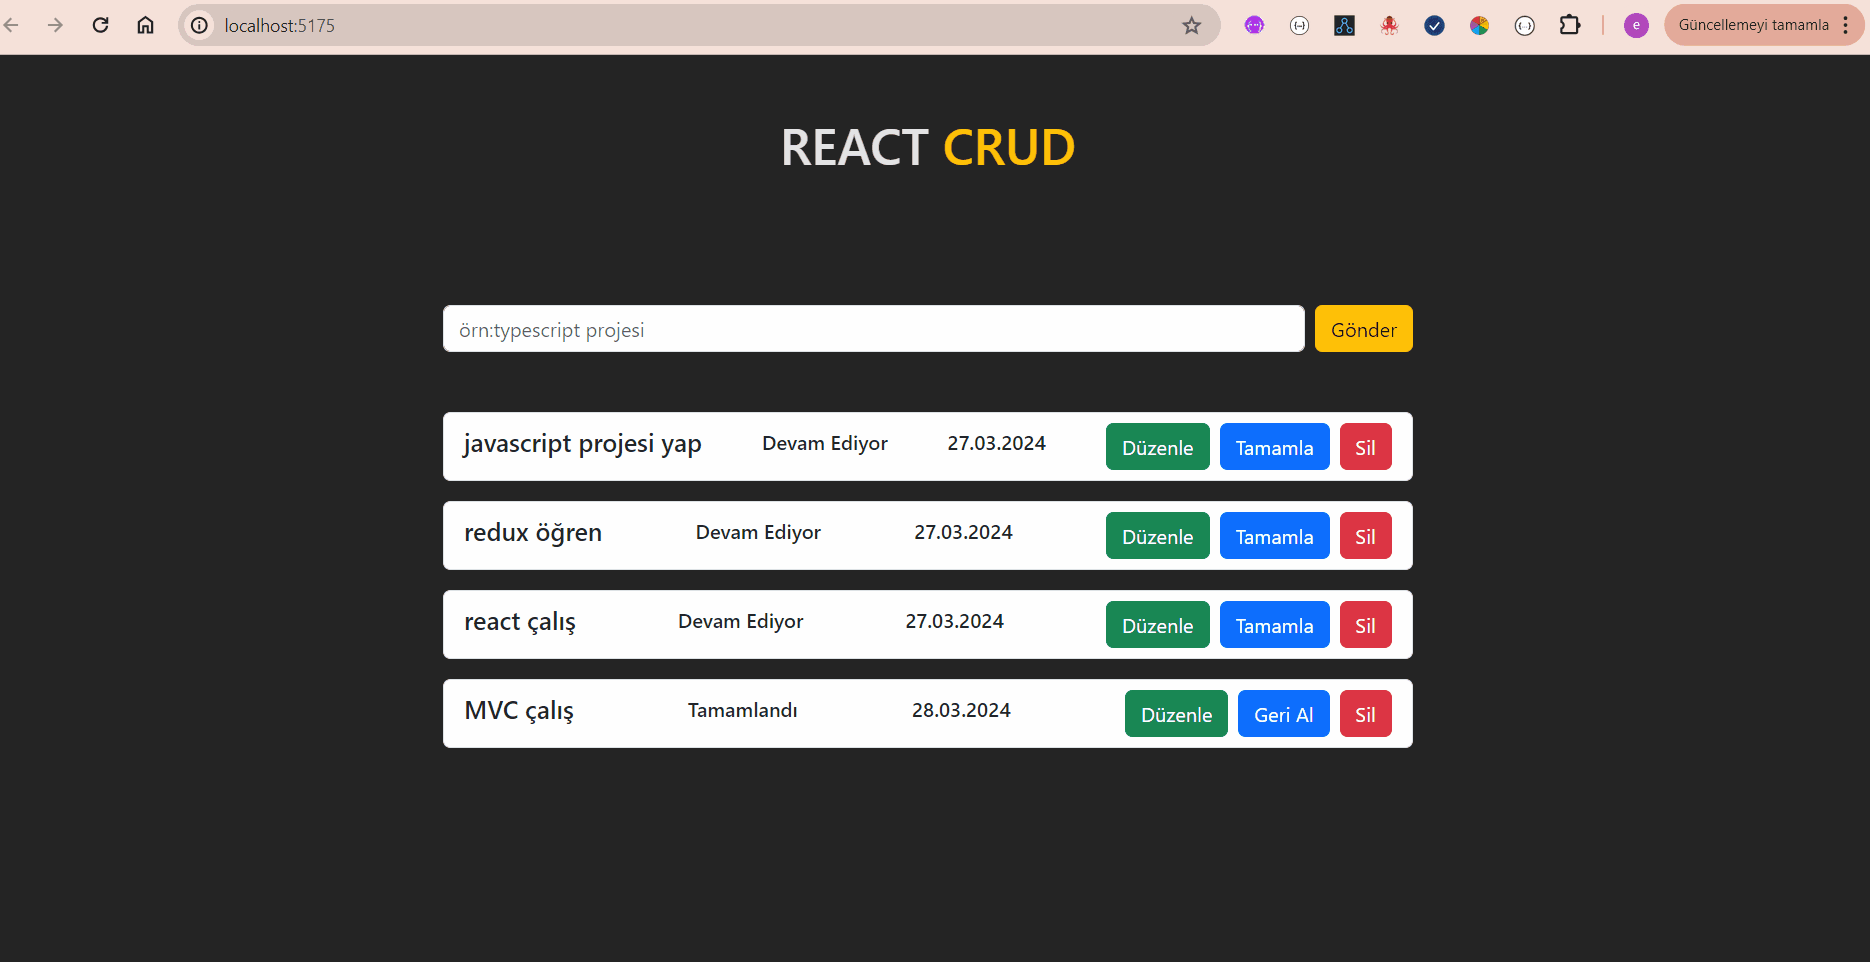 localhost:5175
e
Güncellemeyi tamamla
REACT CRUD
örn:typescript projesi Gönder
javascript projesi yap Devam Ediyor 27.03.2024 Düzenle Tamamla Sil
redux öğren Devam Ediyor 27.03.2024 Düzenle Tamamla Sil
react çalış Devam Ediyor 27.03.2024 Düzenle Tamamla Sil
MVC çalış Tamamlandı 28.03.2024 Düzenle Geri Al Sil